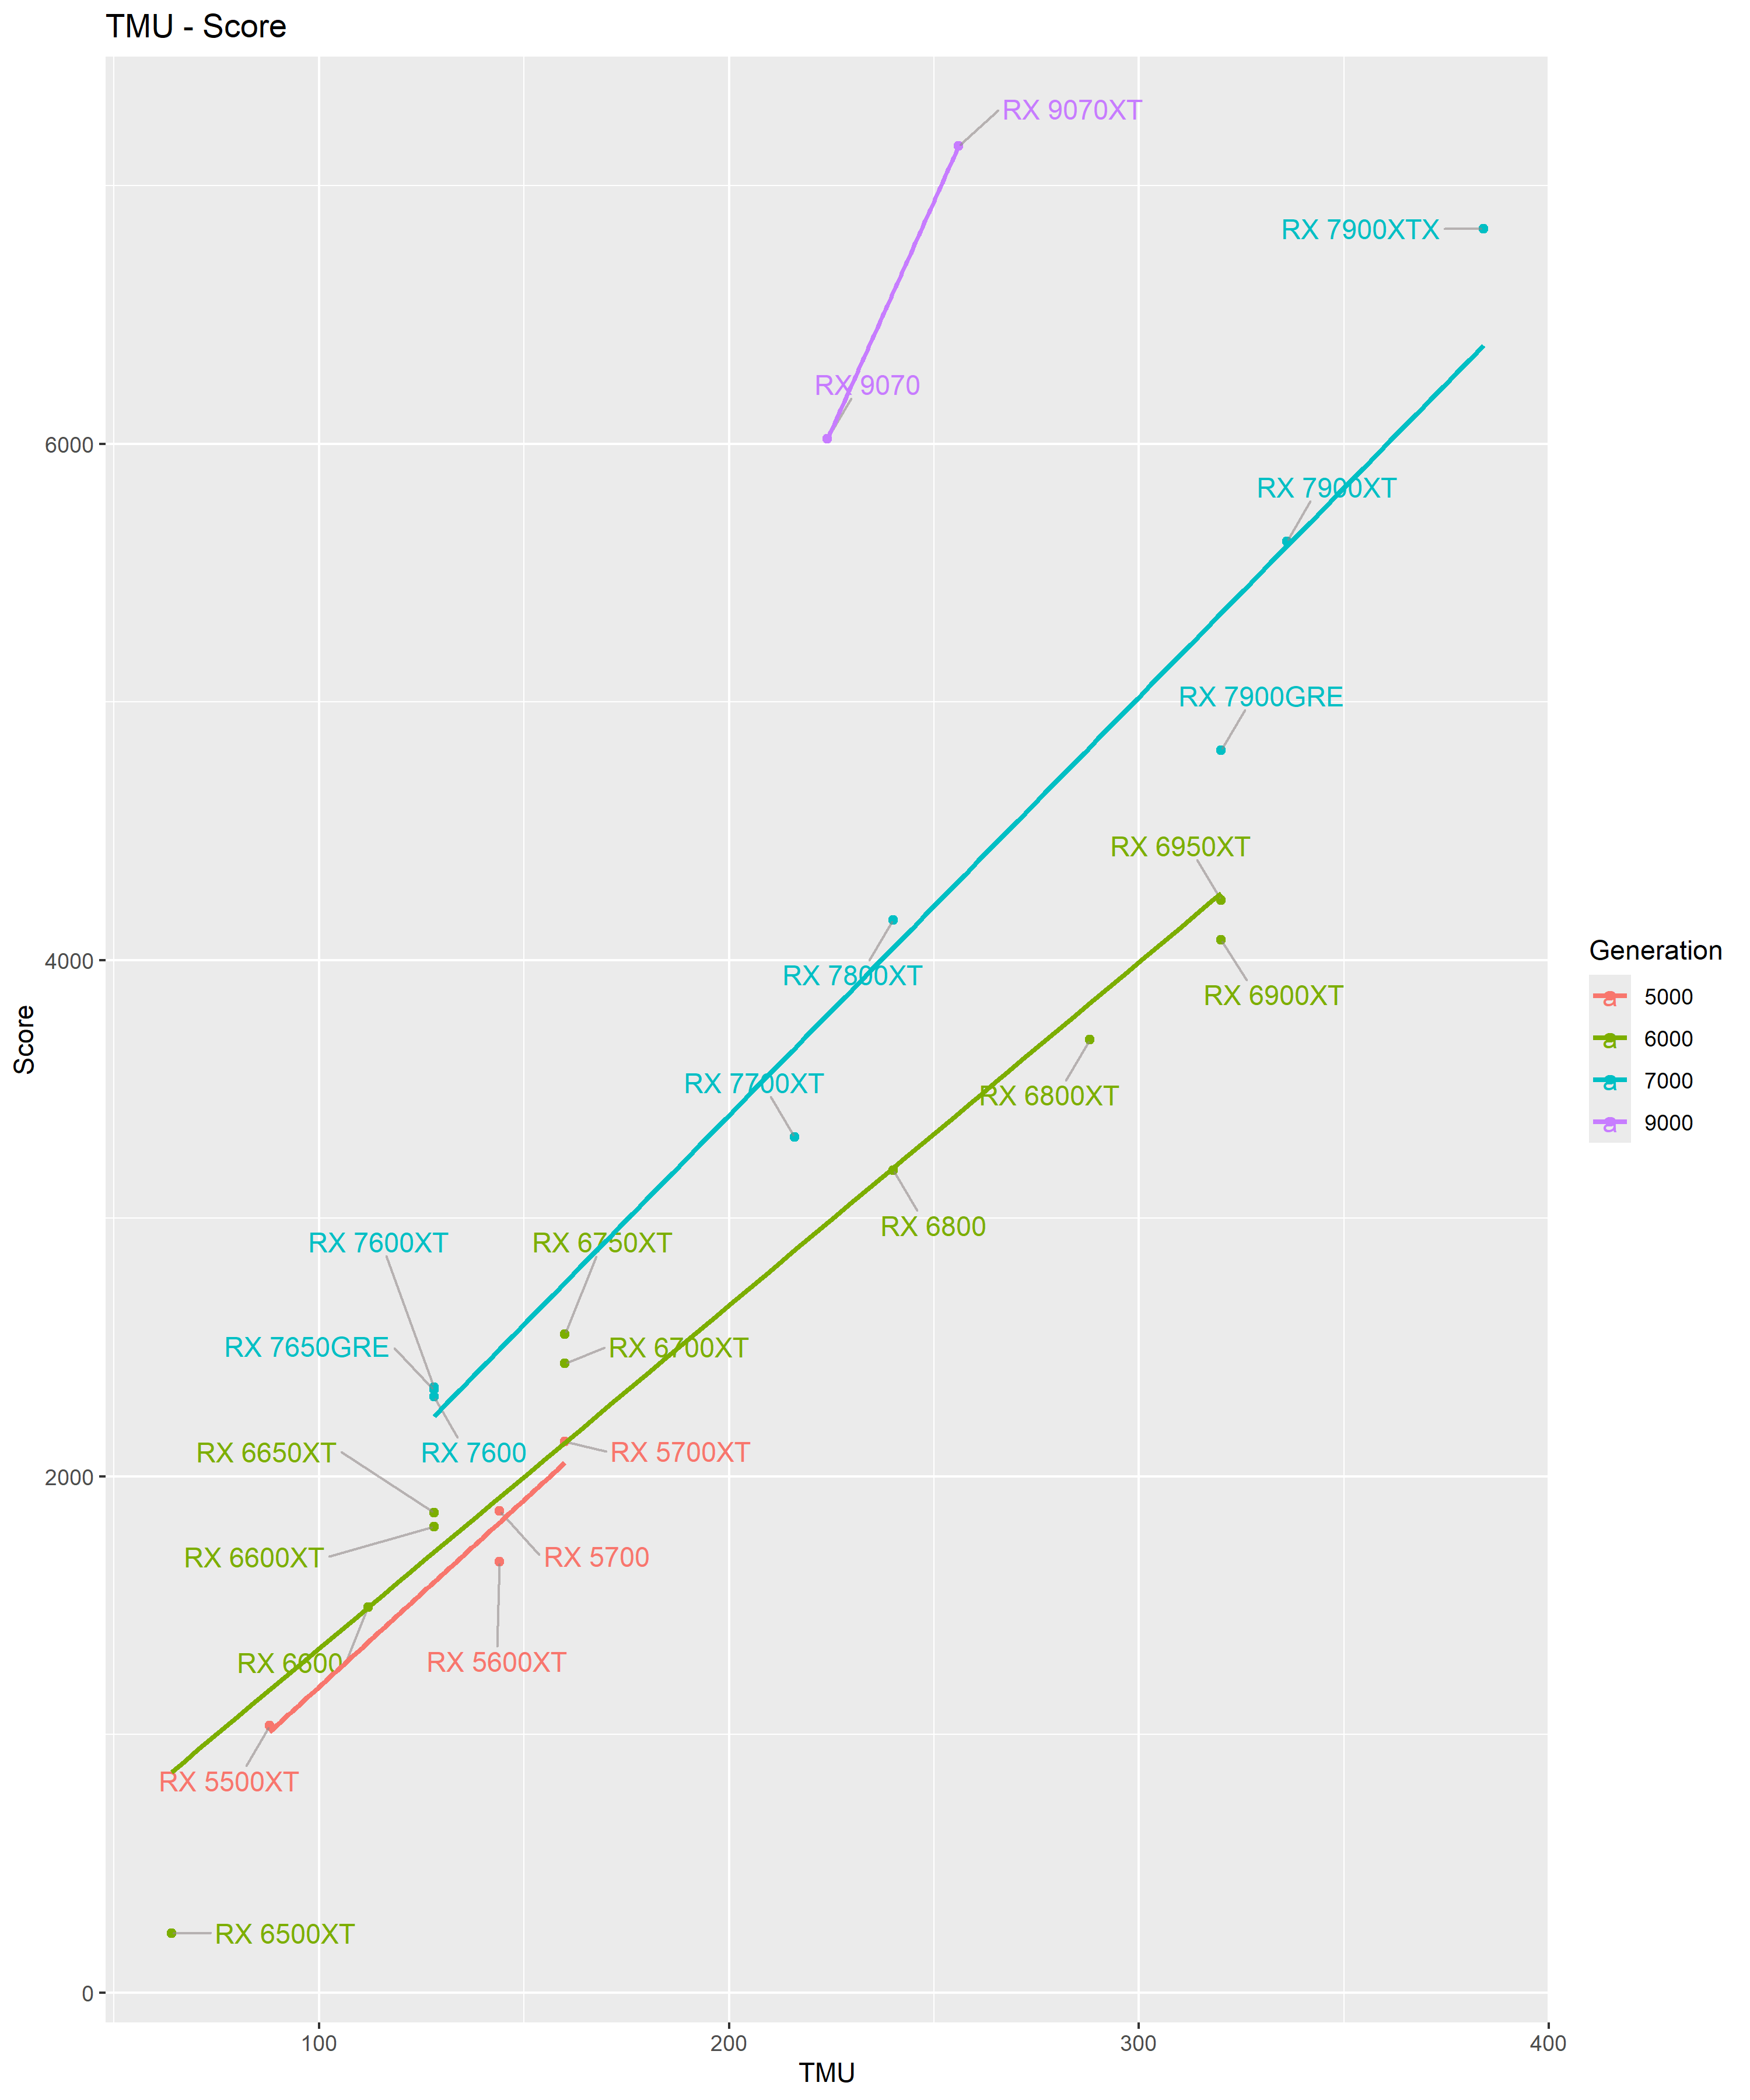 TMU - Score
RX 9070XT
RX 7900XTX
RX 9070
6000
RX 7900XT
RX 7900GRE
RX 6950XT
4000
RX 7800XT
RX 6900XT
Generation
5000
6000
7000
9000
Score
RX 7700XT
RX 6800XT
RX 6800
RX 7600XT
RX 6750XT
RX 7650GRE
RX 6700XT
RX 6650XT
RX 7600
RX 5700XT
2000
RX 6600XT
RX 5700
RX 6600
RX 5600XT
RX 5500XT
RX 6500XT
0
100
200
300
400
TMU